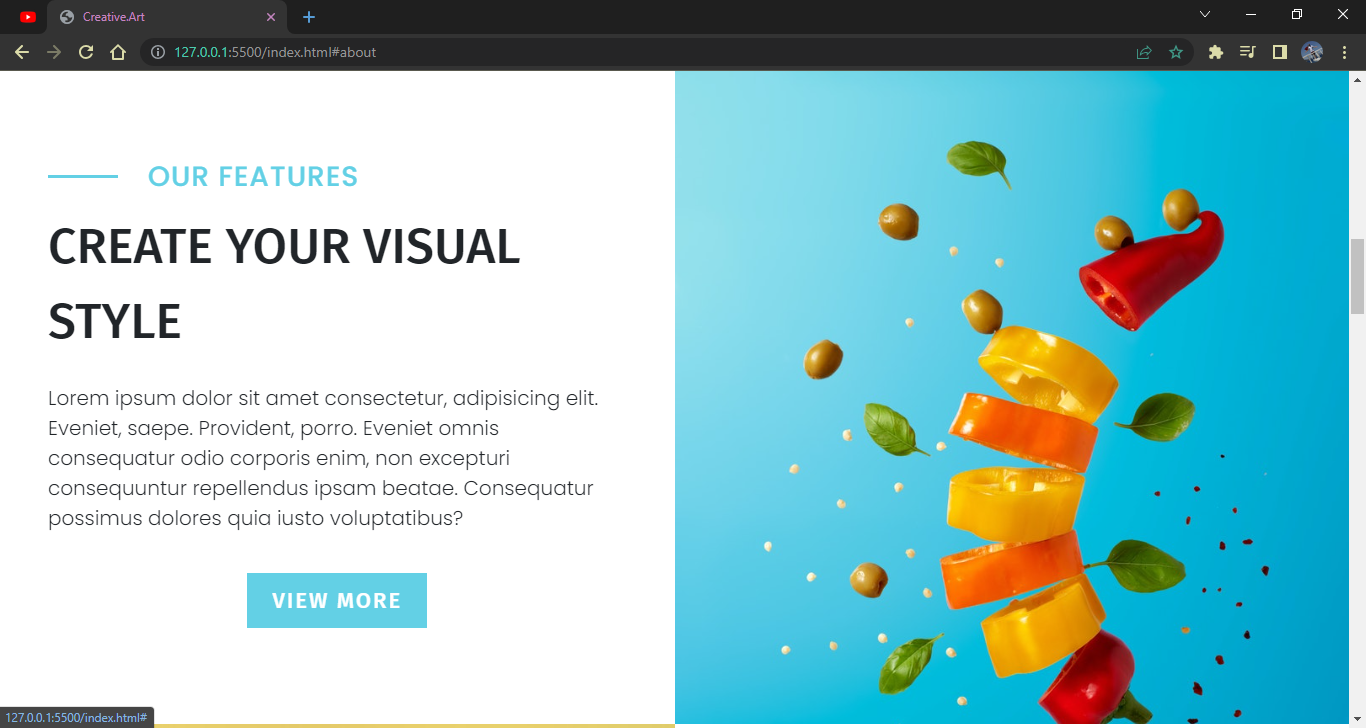 Creative.Art
127.0.0.1:5500/index.html#about
OUR FEATURES
CREATE YOUR VISUAL
STYLE
Lorem ipsum dolor sit amet consectetur, adipisicing elit.
Eveniet, saepe. Provident, porro. Eveniet omnis
consequatur odio corporis enim, non excepturi
consequuntur repellendus ipsam beatae. Consequatur
possimus dolores quia iusto voluptatibus?
VIEW MORE
127.0.0.1:5500/index.html#